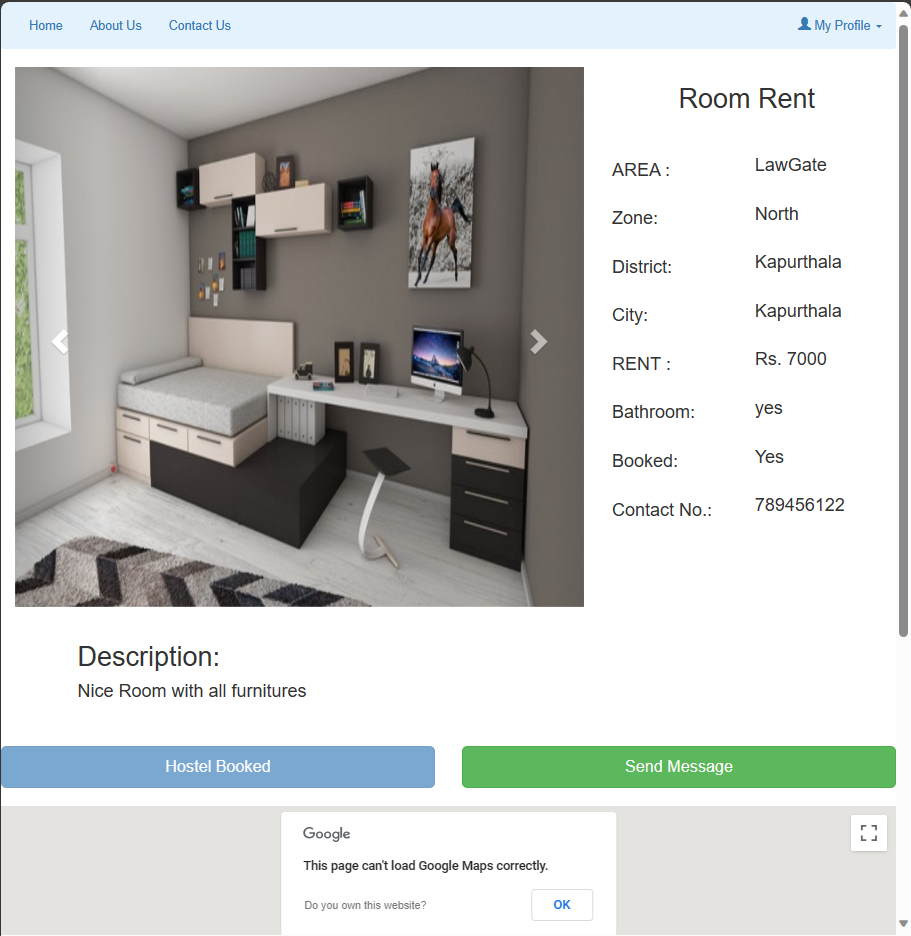 Home About Us Contact Us My Profile
Room Rent
AREA : LawGate
Zone: North
District: Kapurthala
City: Kapurthala
RENT : Rs. 7000
Bathroom: yes
Booked: Yes
Contact No.: 789456122
Description:
Nice Room with all furnitures
Hostel Booked Send Message
Google
This page can't load Google Maps correctly.
Do you own this website? OK